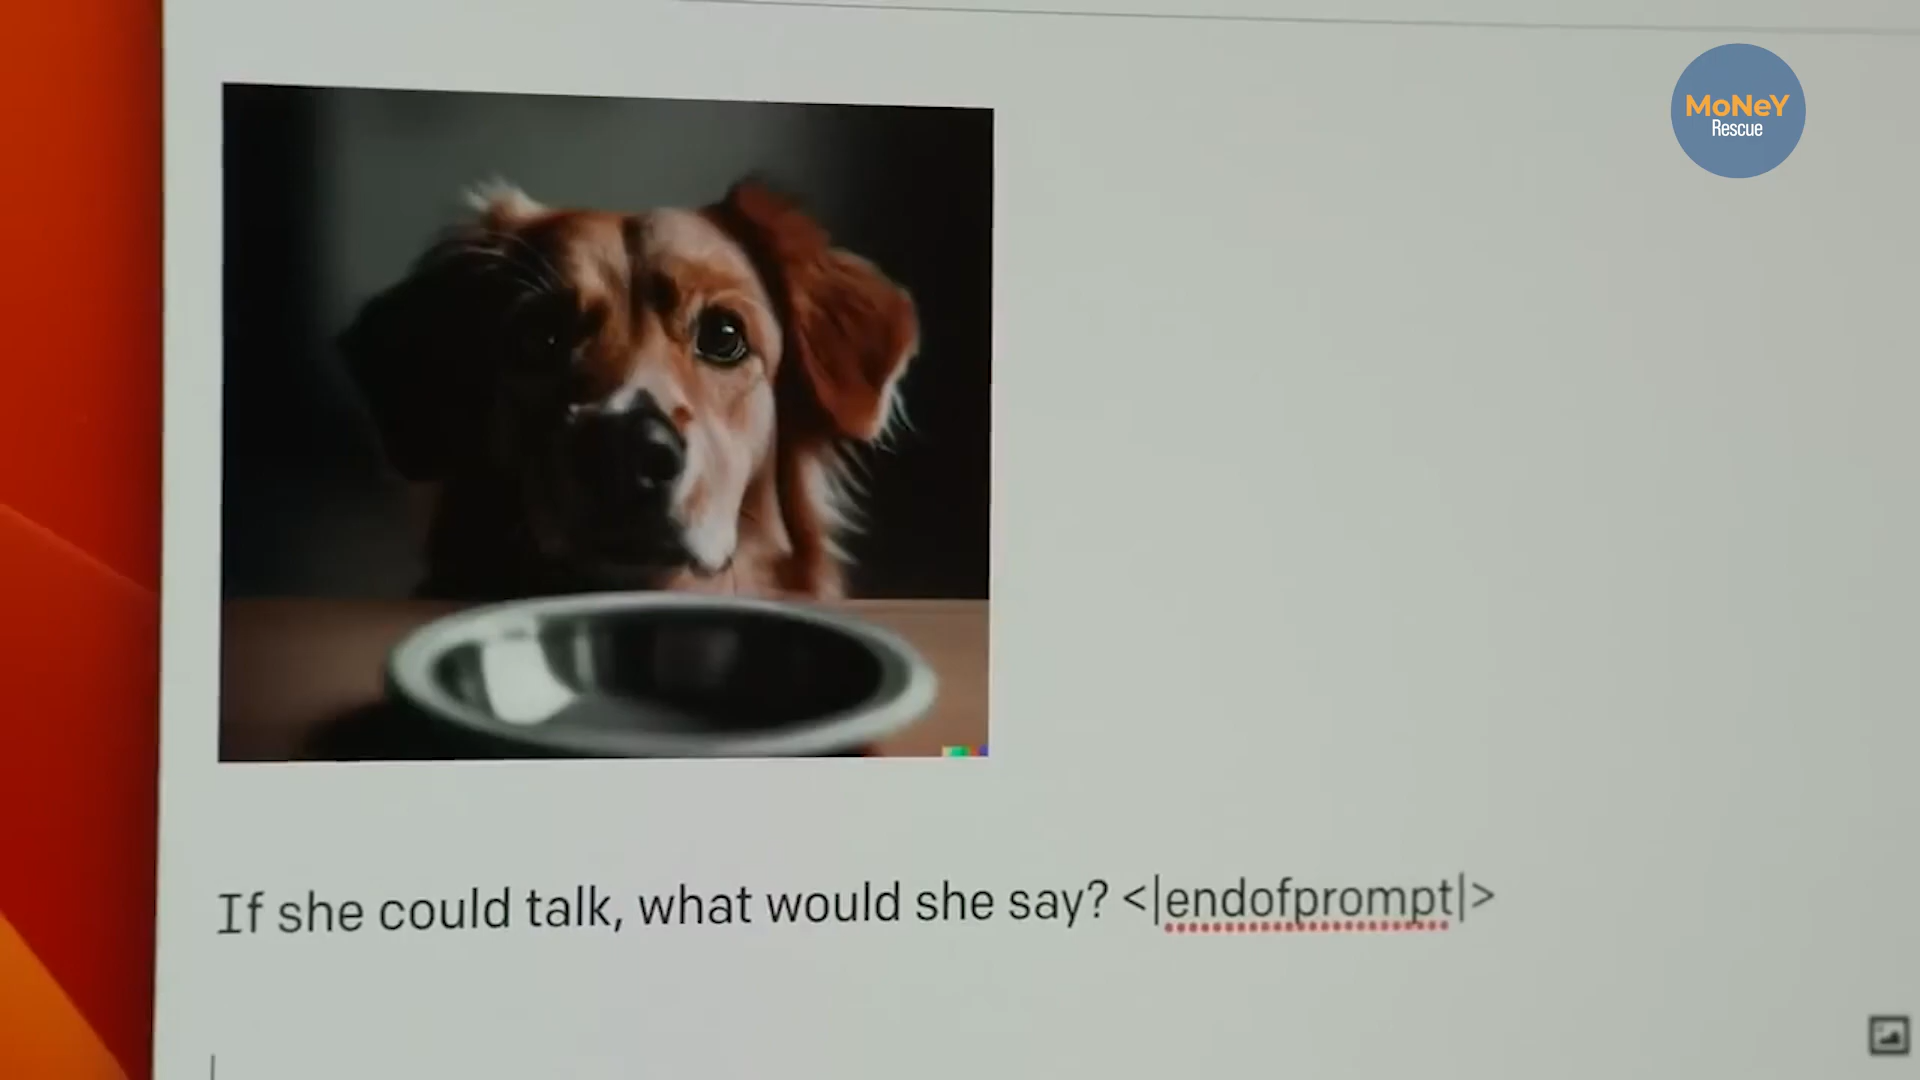 MoNeY
Rescue
If she could talk, what would she say? <|endofprompt|>